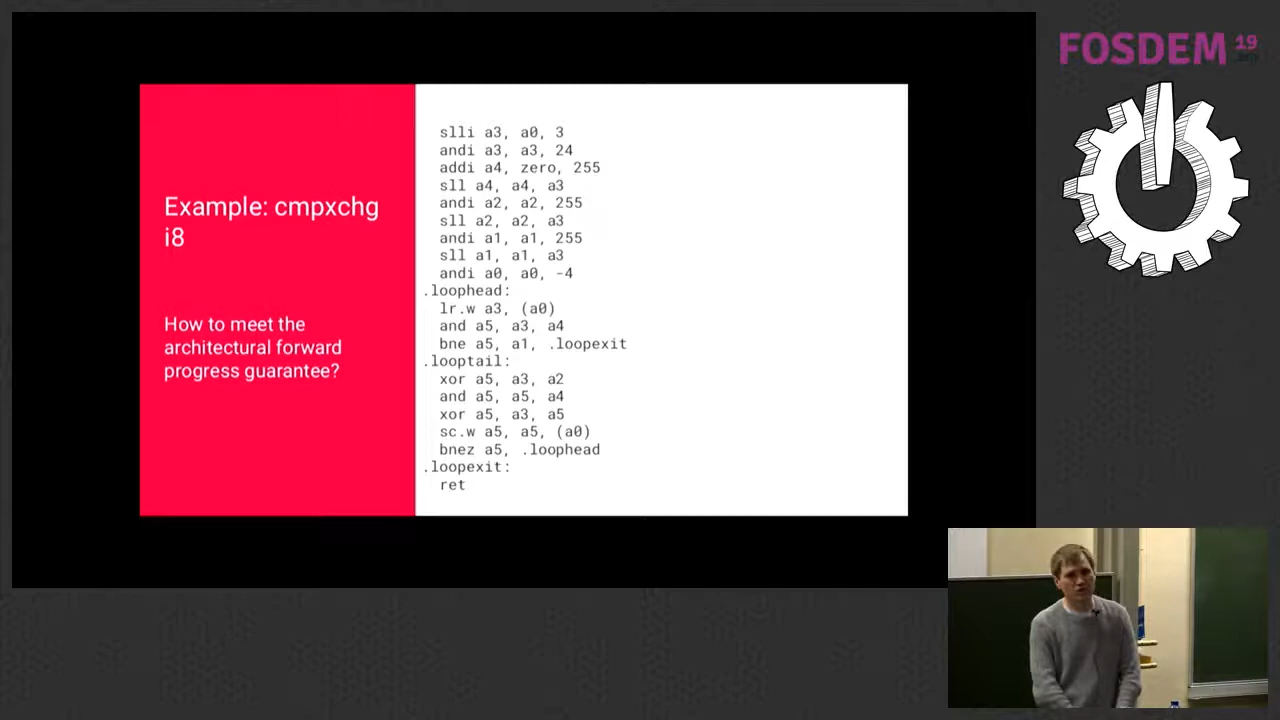 FOSDEM 19
Example: cmpxchg
i8
How to meet the
architectural forward
progress guarantee?
slli a3, a0, 3
andi a3, a3, 24
addi a4, zero, 255
sll a4, a4, a3
andi a2, a2, 255
sll a2, a2, a3
andi a1, a1, 255
sll a1, a1, a3
andi a0, a0, -4
.loophead:
lr.w a3, (a0)
and a5, a3, a4
bne a5, a1, .loopexit
.looptail:
xor a5, a3, a2
and a5, a5, a4
xor a5, a3, a5
sc.w a5, a5, (a0)
bnez a5, .loophead
.loopexit:
ret